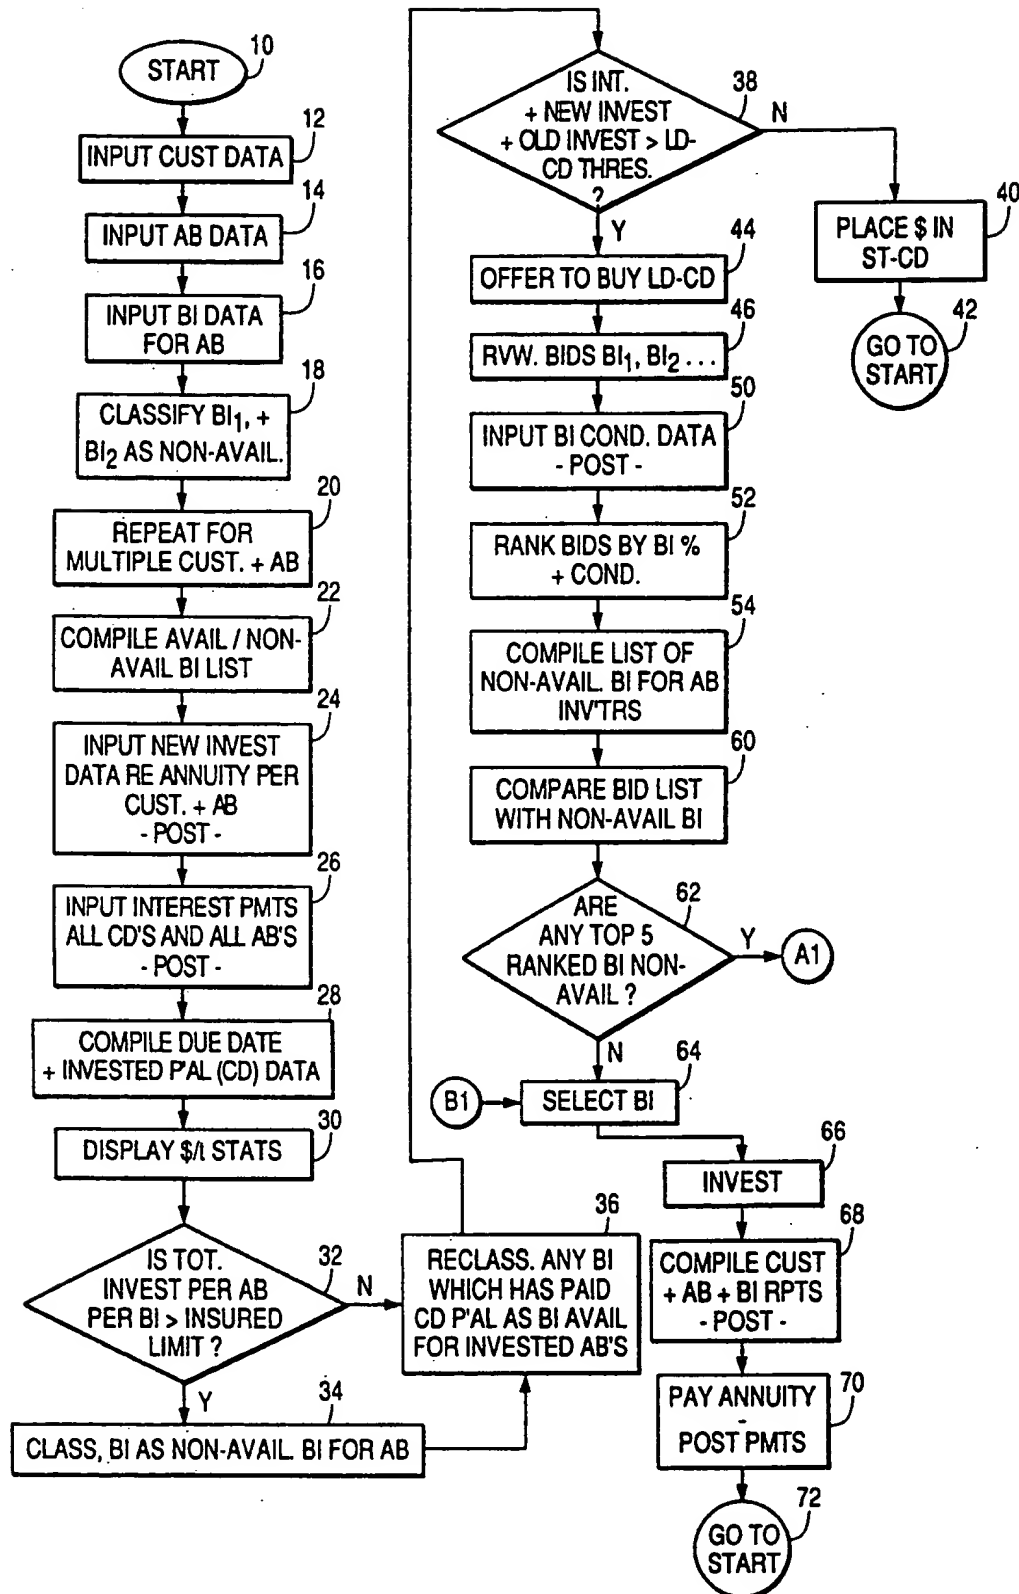 START
10
INPUT CUST DATA
12
INPUT AB DATA
14
INPUT BI DATA
FOR AB
16
CLASSIFY BI₁, +
BI₂ AS NON-AVAIL.
18
REPEAT FOR
MULTIPLE CUST. + AB
20
COMPILE AVAIL / NON-
AVAIL BI LIST
22
INPUT NEW INVEST
DATA RE ANNUITY PER
CUST. + AB
- POST -
24
INPUT INTEREST PMTS
ALL CD'S AND ALL AB'S
- POST -
26
COMPILE DUE DATE
+ INVESTED P'AL (CD) DATA
28
DISPLAY $/t STATS
30
IS TOT.
INVEST PER AB
PER BI > INSURED
LIMIT ?
32
N
Y
CLASS, BI AS NON-AVAIL. BI FOR AB
34
RECLASS. ANY BI
WHICH HAS PAID
CD P'AL AS BI AVAIL
FOR INVESTED AB'S
36
IS INT.
+ NEW INVEST
+ OLD INVEST > LD-
CD THRES.
?
38
N
Y
PLACE $ IN
ST-CD
40
GO TO
START
42
OFFER TO BUY LD-CD
44
RVW. BIDS BI₁, BI₂ . . .
46
INPUT BI COND. DATA
- POST -
50
RANK BIDS BY BI %
+ COND.
52
COMPILE LIST OF
NON-AVAIL. BI FOR AB
INV'TRS
54
COMPARE BID LIST
WITH NON-AVAIL BI
60
ARE
ANY TOP 5
RANKED BI NON-
AVAIL ?
62
Y
A1
N
B1
SELECT BI
64
INVEST
66
COMPILE CUST
+ AB + BI RPTS
- POST -
68
PAY ANNUITY
-
POST PMTS
70
GO TO
START
72